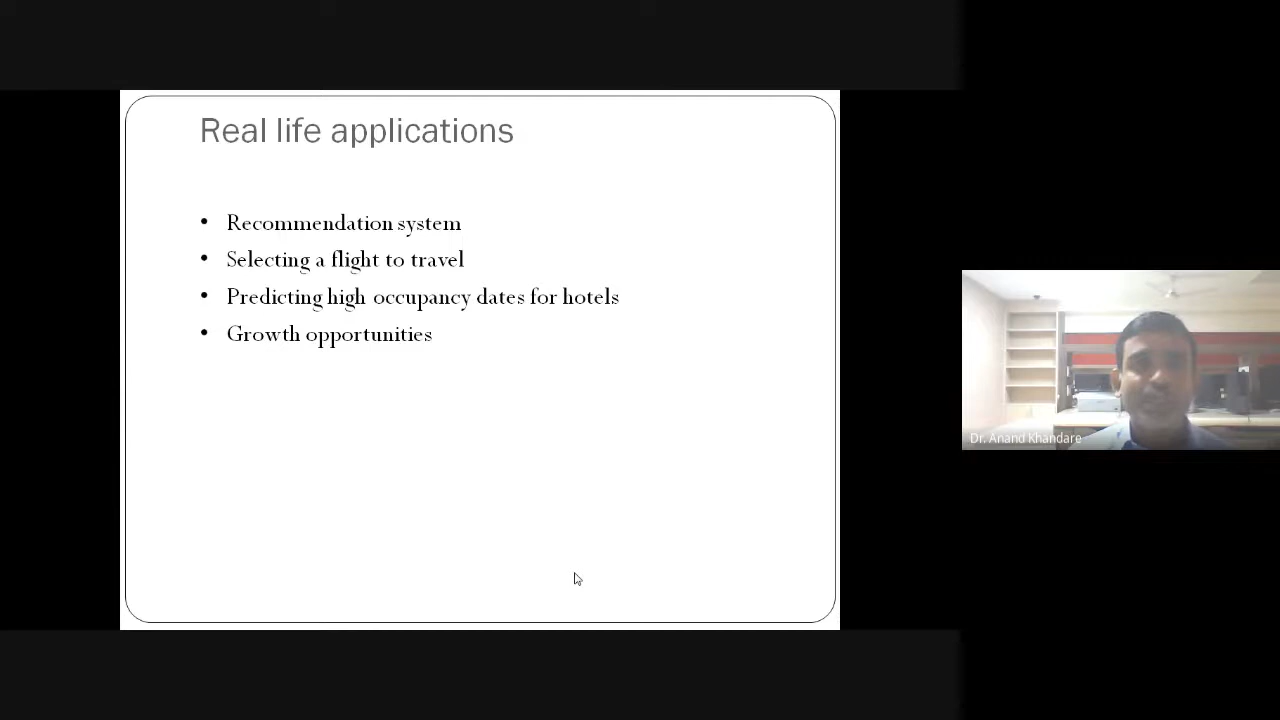 Real life applications
• Recommendation system
• Selecting a flight to travel
• Predicting high occupancy dates for hotels
• Growth opportunities
Dr. Anand Khandare